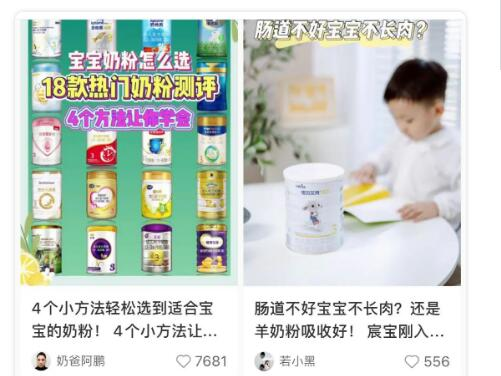 宝宝奶粉怎么选
18款热门奶粉测评
4个方法让你学会
4个小方法轻松选到适合宝
宝的奶粉！ 4个小方法让...
奶爸阿鹏
7681
肠道不好宝宝不长肉？
肠道不好宝宝不长肉？还是
羊奶粉吸收好！ 宸宝刚入...
若小黑
556